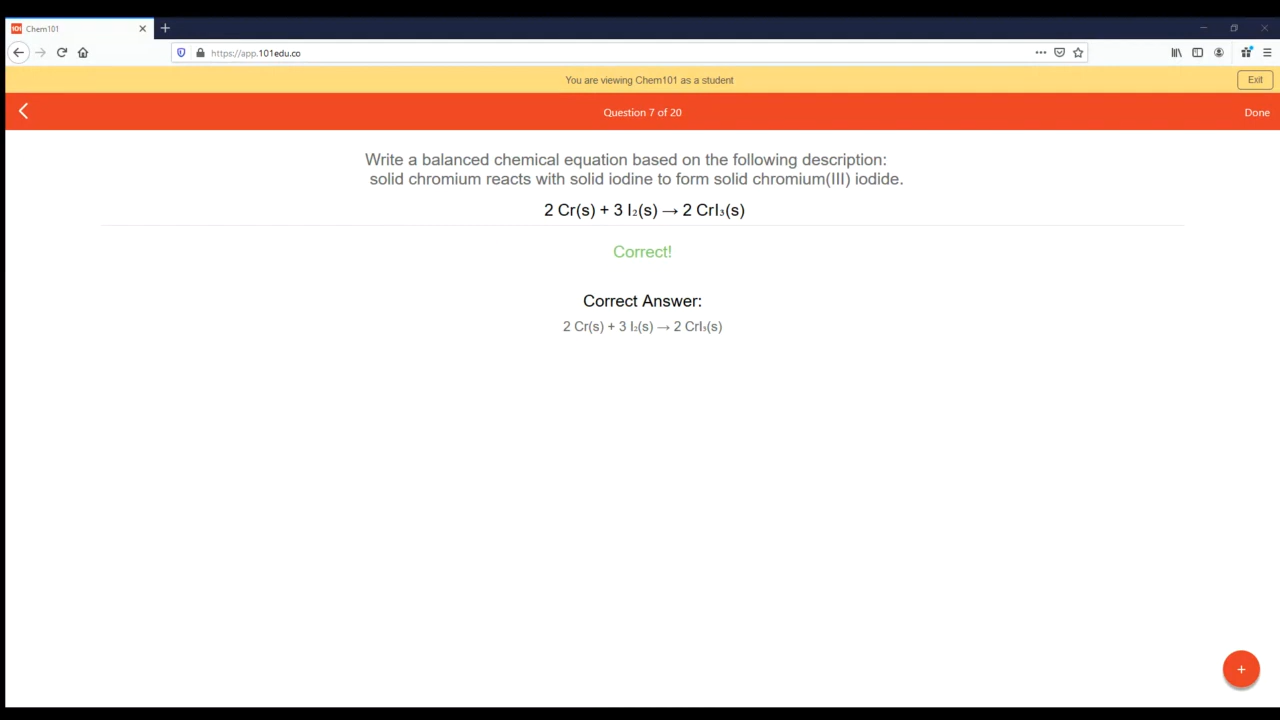 101 Chem101
https://app.101edu.co
You are viewing Chem101 as a student
Exit
Question 7 of 20
Done
Write a balanced chemical equation based on the following description:
solid chromium reacts with solid iodine to form solid chromium(III) iodide.
2 Cr(s) + 3 I₂(s) → 2 CrI₃(s)
Correct!
Correct Answer:
2 Cr(s) + 3 I₂(s) → 2 CrI₃(s)
+